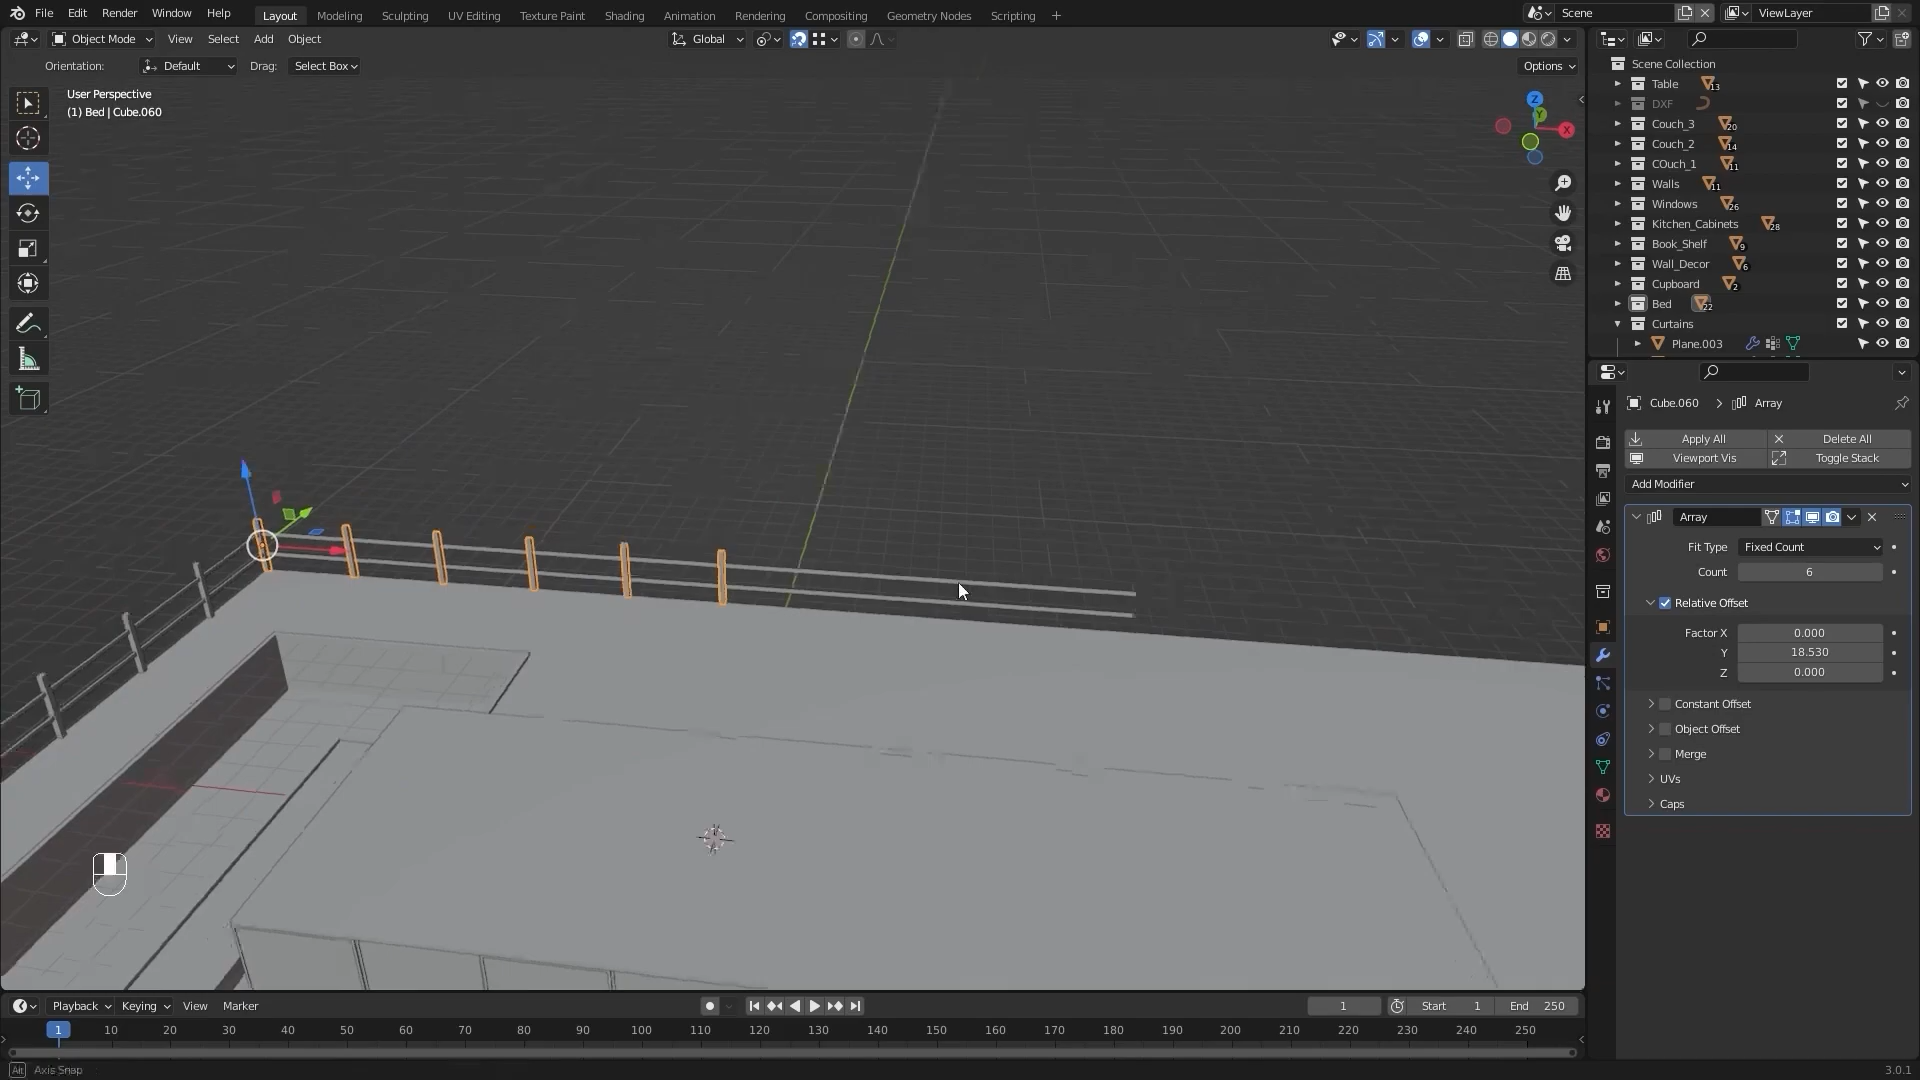 File Edit Render Window Help Layout Modeling Sculpting UV Editing Texture Paint Shading Animation Rendering Compositing Geometry Nodes Scripting + Scene ViewLayer
Object Mode View Select Add Object Global
Orientation: Default Drag: Select Box Options
User Perspective
(1) Bed | Cube.060
Z
Y
X
Scene Collection
Table 13
DXF
Couch_3 20
Couch_2 14
COuch_1 11
Walls 11
Windows 26
Kitchen_Cabinets 28
Book_Shelf 9
Wall_Decor 6
Cupboard 2
Bed 22
Curtains
Plane.003
Cube.060 > Array
Apply All Delete All
Viewport Vis Toggle Stack
Add Modifier
Array
Fit Type Fixed Count
Count 6
Relative Offset
Factor X 0.000
Y 18.530
Z 0.000
Constant Offset
Object Offset
Merge
UVs
Caps
Playback Keying View Marker 1 Start 1 End 250
1 10 20 30 40 50 60 70 80 90 100 110 120 130 140 150 160 170 180 190 200 210 220 230 240 250
Alt Axis Snap 3.0.1